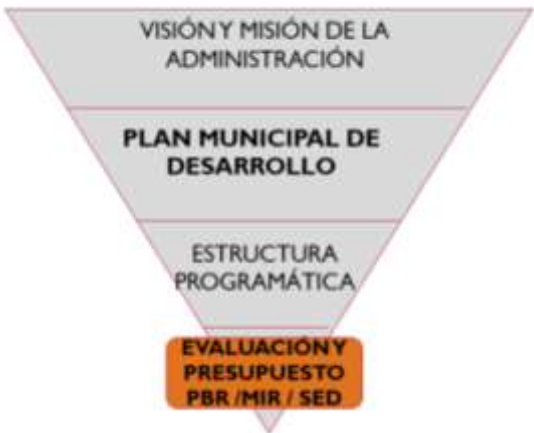 VISIÓN Y MISIÓN DE LA
ADMINISTRACIÓN
PLAN MUNICIPAL DE
DESARROLLO
ESTRUCTURA
PROGRAMÁTICA
EVALUACIÓN Y
PRESUPUESTO
PBR /MIR / SED